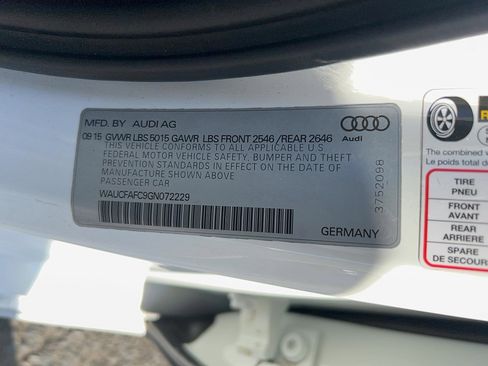 MFD. BY AUDI AG
09 15 GVWR LBS 5015 GAWR LBS FRONT 2546 / REAR 2646
THIS VEHICLE CONFORMS TO ALL APPLICABLE U.S.
FEDERAL MOTOR VEHICLE SAFETY, BUMPER AND THEFT
PREVENTION STANDARDS IN EFFECT ON THE DATE OF
MANUFACTURE SHOWN ABOVE
PASSENGER CAR
WAUCFAFC9GN072229
Audi
3752098
GERMANY
The combined
Le poids total
TIRE
PNEU
FRONT
AVANT
REAR
ARRIERE
SPARE
DE SECOURS